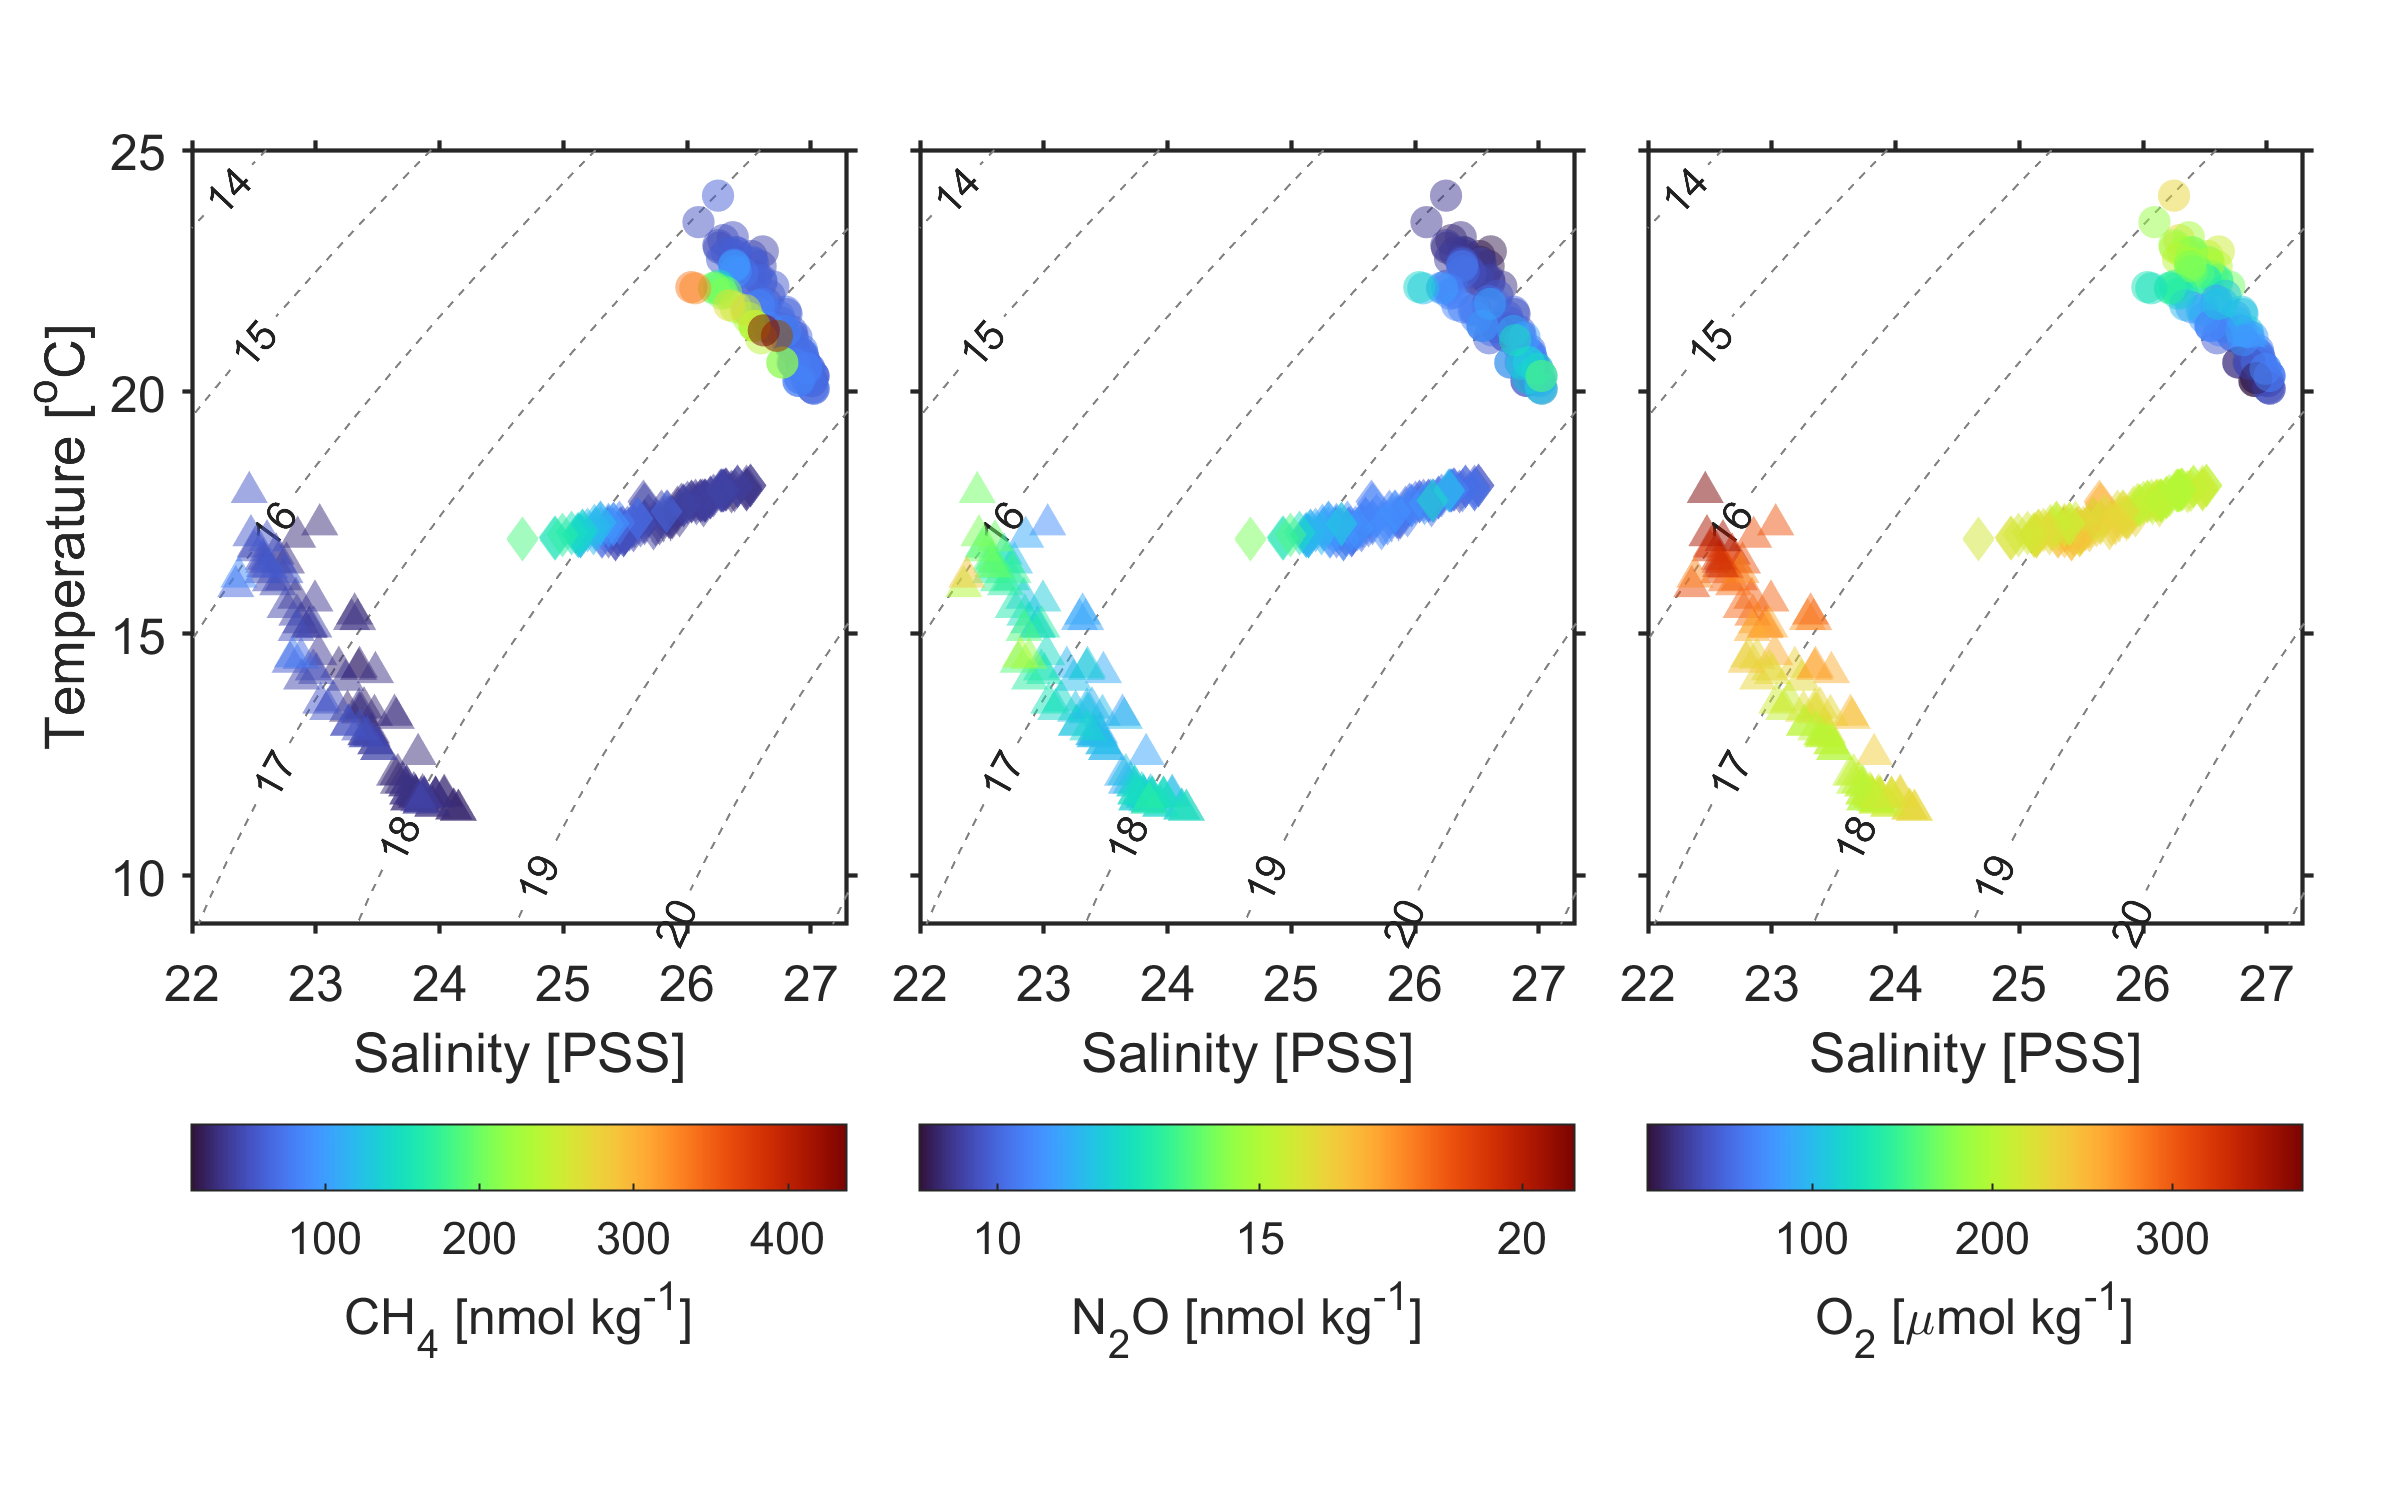 25
20
15
10
Temperature [°C]
14
15
16
17
18
19
20
14
15
16
17
18
19
20
14
15
16
17
18
19
20
22 23 24 25 26 27
22 23 24 25 26 27
22 23 24 25 26 27
Salinity [PSS]
Salinity [PSS]
Salinity [PSS]
100 200 300 400
10 15 20
100 200 300
CH₄ [nmol kg⁻¹]
N₂O [nmol kg⁻¹]
O₂ [μmol kg⁻¹]